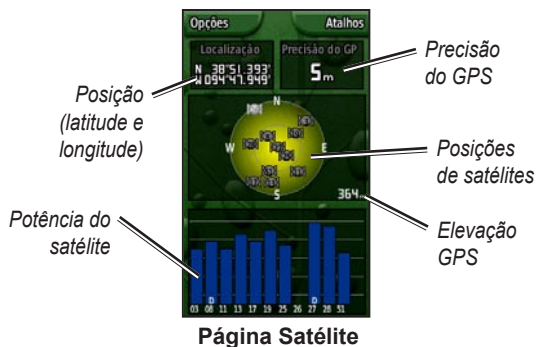 Opções
Atalhos
Localização
Precisão do GP
N 38°51.393'
W 094°47.949'
5m
N
W
E
S
364m
D
D
03 08 11 13 17 19 25 26 27 28 51
Posição
(latitude e
longitude)
Potência do
satélite
Precisão
do GPS
Posições
de satélites
Elevação
GPS
Página Satélite